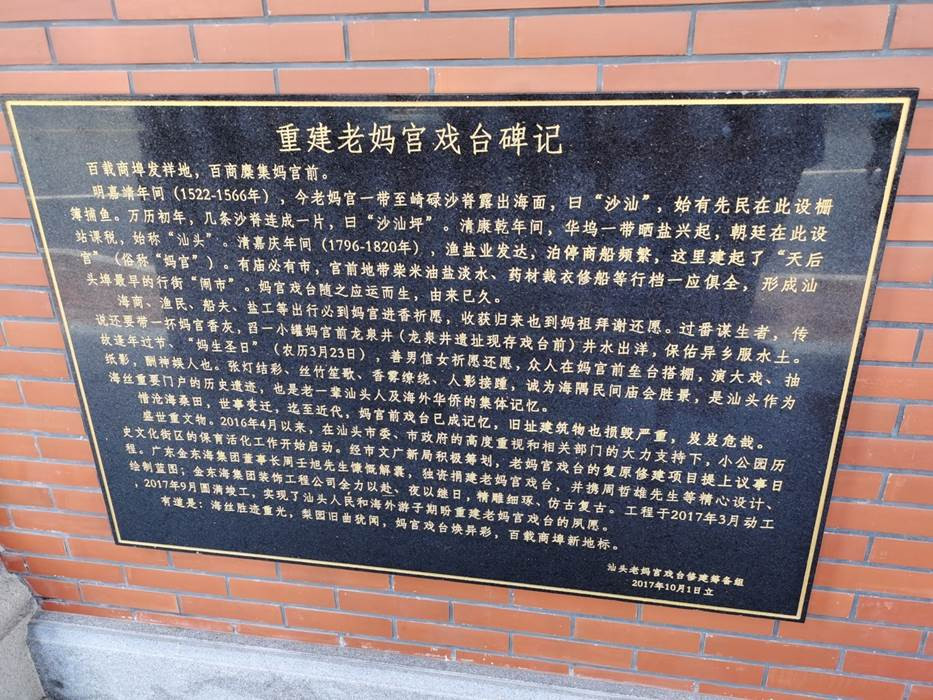 重建老妈宫戏台碑记
百载商埠发祥地，百商麇集妈宫前。
明嘉靖年间（1522-1566年），今老妈宫一带至崎碌沙脊露出海面，曰“沙汕”，始有先民在此设栅
簿捕鱼。万历初年，几条沙脊连成一片，曰“沙汕坪”。清康乾年间，华坞一带晒盐兴起，朝廷在此设
站课税，始称“汕头”。清嘉庆年间（1796-1820年），渔盐业发达，泊停商船频繁，这里建起了“天后
宫”（俗称“妈宫”）。有庙必有市，宫前地带柴米油盐淡水、药材裁衣修船等行档一应俱全，形成汕
头埠最早的行街“闹市”。妈宫戏台随之应运而生，由来已久。
海商、渔民、船夫、盐工等出行必到妈宫进香祈愿，收获归来也到妈祖拜谢还愿。过番谋生者，传
说还要带一杯妈宫香灰，舀一小罐妈宫前龙泉井（龙泉井遗址现存戏台前）井水出洋，保佑异乡服水土。
故逢年过节、“妈生圣日”（农历3月23日），善男信女祈愿还愿，众人在妈宫前垒台搭棚，演大戏、抽
纸影，酬神娱人也。张灯结彩、丝竹笙歌、香雾缭绕、人影接踵，诚为海隅民间庙会胜景，是汕头作为
海丝重要门户的历史遗迹，也是老一辈汕头人及海外华侨的集体记忆。
惜沧海桑田，世事变迁，迄至近代，妈宫前戏台已成记忆，旧址建筑物也损毁严重，岌岌危哉。
盛世重文物。2016年4月以来，在汕头市委、市政府的高度重视和相关部门的大力支持下，小公园历
史文化街区的保育活化工作开始启动。经市文广新局积极筹划，老妈宫戏台的复原修建项目提上议事日
程。广东金东海集团董事长周壬旭先生慷慨解囊，独资捐建老妈宫戏台，并携周哲雄先生等精心设计、
绘制蓝图；金东海集团装饰工程公司全力以赴、夜以继日，精雕细琢、仿古复古。工程于2017年3月动工
，2017年9月圆满竣工，实现了汕头人民和海外游子期盼重建老妈宫戏台的夙愿。
有道是：海丝胜迹重光，梨园旧曲犹闻，妈宫戏台焕异彩，百载商埠新地标。
汕头老妈宫戏台修建筹备组
2017年10月1日立